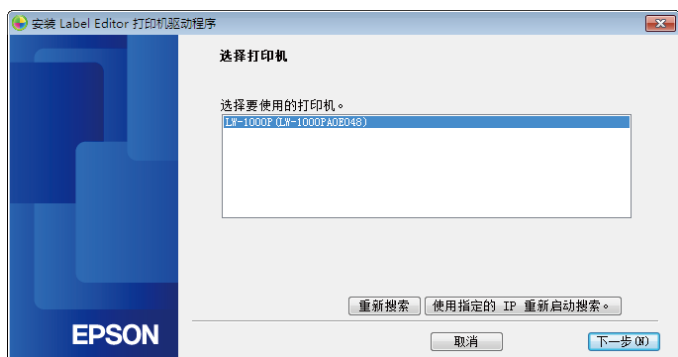 安装 Label Editor 打印机驱动程序
选择打印机
选择要使用的打印机。
LW-1000P(LW-1000PA0E048)
重新搜索 使用指定的 IP 重新启动搜索。
EPSON
取消 下一步(N)